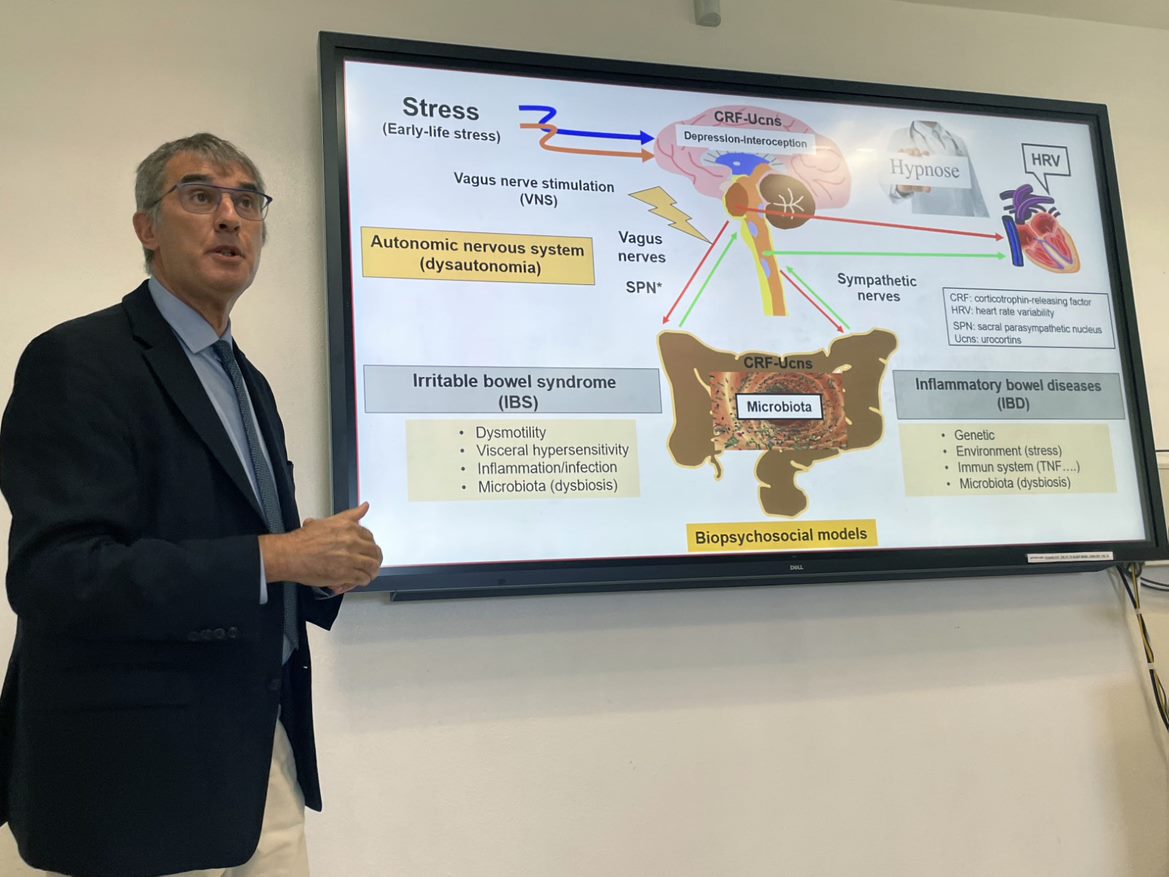 Stress
(Early-life stress)
CRF-Ucns
Depression-Interoception
Hypnose
HRV
Vagus nerve stimulation
(VNS)
Autonomic nervous system
(dysautonomia)
Vagus
nerves
SPN*
Sympathetic
nerves
CRF: corticotrophin-releasing factor
HRV: heart rate variability
SPN: sacral parasympathetic nucleus
Ucns: urocortins
Irritable bowel syndrome
(IBS)
• Dysmotility
• Visceral hypersensitivity
• Inflammation/infection
• Microbiota (dysbiosis)
CRF-Ucns
Microbiota
Inflammatory bowel diseases
(IBD)
• Genetic
• Environment (stress)
• Immun system (TNF....)
• Microbiota (dysbiosis)
Biopsychosocial models
DELL